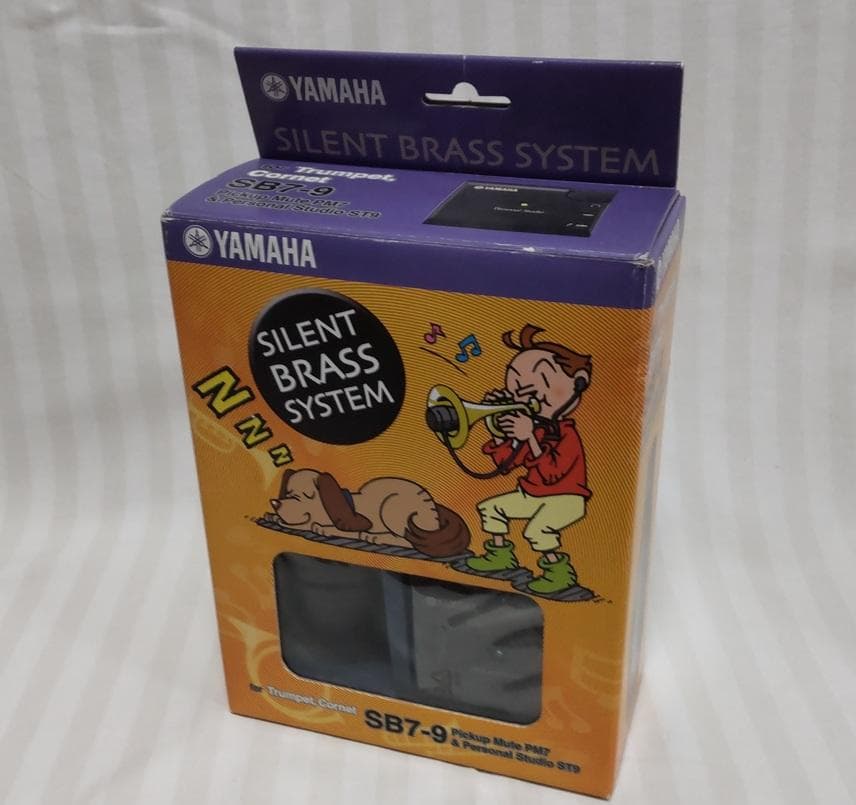 YAMAHA
SILENT BRASS SYSTEM
for Trumpet,
Cornet
SB7-9
Pickup Mute PM7
& Personal Studio ST9
YAMAHA
Personal Studio
YAMAHA
SILENT
BRASS
SYSTEM
Z
Z
Z
for Trumpet, Cornet
SB7-9
Pickup Mute PM7
& Personal Studio ST9